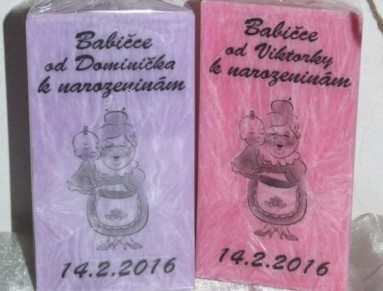 Babičce
od Dominička
k narozeninám
14.2.2016
Babičce
od Viktorky
k narozeninám
14.2.2016